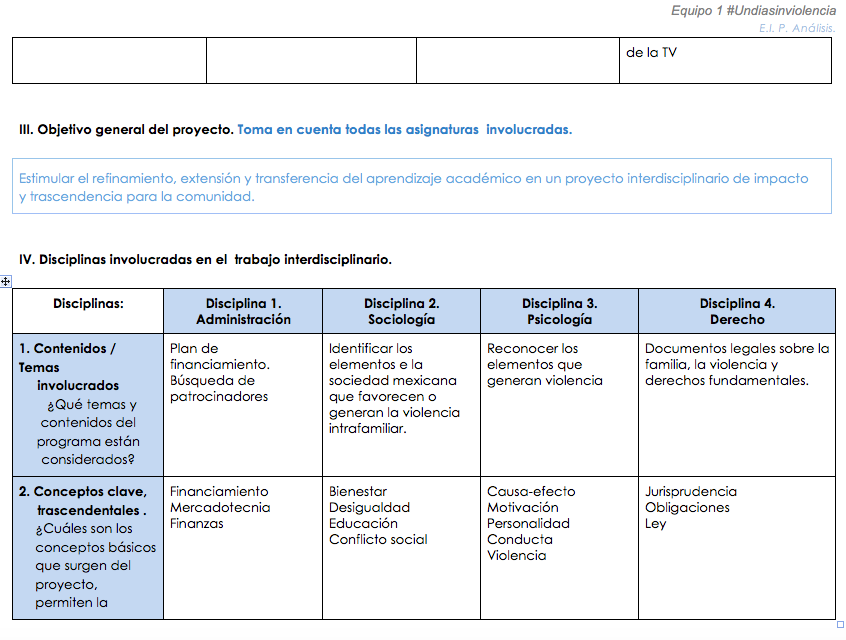 Equipo 1 #Undiasinviolencia
E.I. P. Análisis.
de la TV
III. Objetivo general del proyecto. Toma en cuenta todas las asignaturas involucradas.
Estimular el refinamiento, extensión y transferencia del aprendizaje académico en un proyecto interdisciplinario de impacto
y trascendencia para la comunidad.
IV. Disciplinas involucradas en el trabajo interdisciplinario.
Disciplinas:
Disciplina 1.
Administración
Disciplina 2.
Sociología
Disciplina 3.
Psicología
Disciplina 4.
Derecho
1. Contenidos /
Temas
involucrados
¿Qué temas y
contenidos del
programa están
considerados?
Plan de
financiamiento.
Búsqueda de
patrocinadores
Identificar los
elementos e la
sociedad mexicana
que favorecen o
generan la violencia
intrafamiliar.
Reconocer los
elementos que
generan violencia
Documentos legales sobre la
familia, la violencia y
derechos fundamentales.
2. Conceptos clave,
trascendentales .
¿Cuáles son los
conceptos básicos
que surgen del
proyecto,
permiten la
Financiamiento
Mercadotecnia
Finanzas
Bienestar
Desigualdad
Educación
Conflicto social
Causa-efecto
Motivación
Personalidad
Conducta
Violencia
Jurisprudencia
Obligaciones
Ley